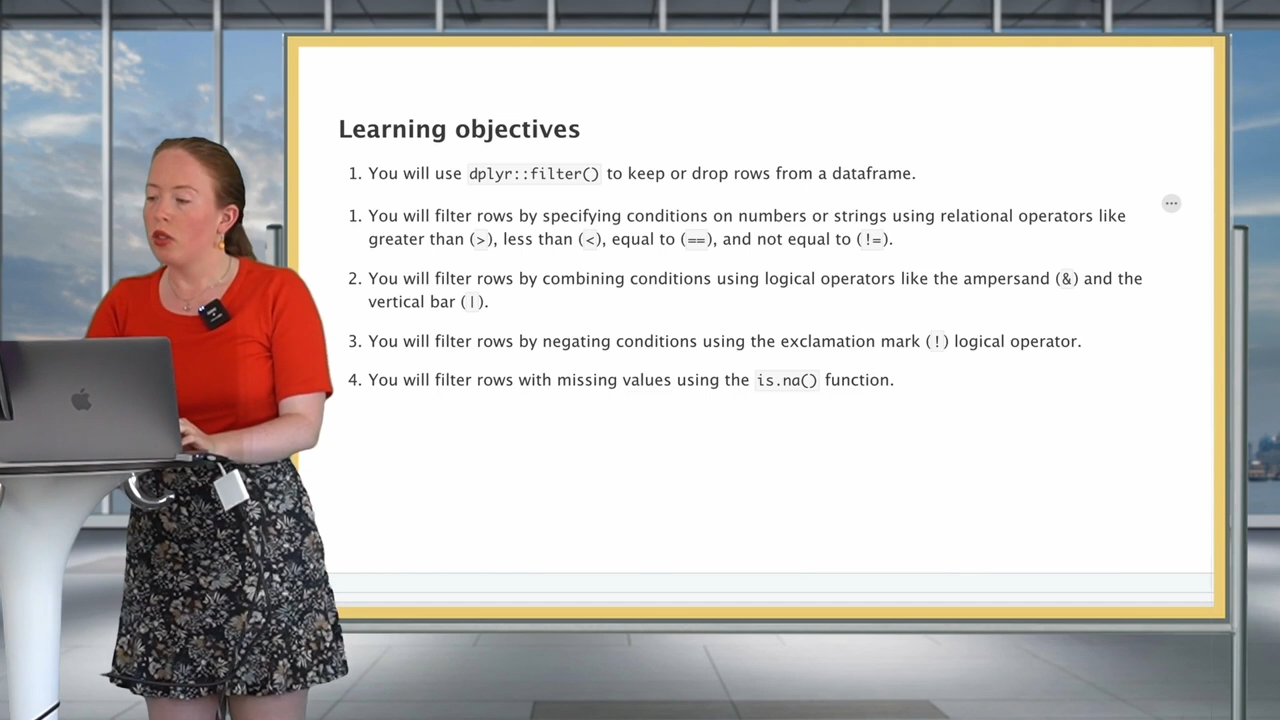 Learning objectives
1. You will use dplyr::filter() to keep or drop rows from a dataframe.
1. You will filter rows by specifying conditions on numbers or strings using relational operators like
greater than (>), less than (<), equal to (==), and not equal to (!=).
2. You will filter rows by combining conditions using logical operators like the ampersand (&) and the
vertical bar (|).
3. You will filter rows by negating conditions using the exclamation mark (!) logical operator.
4. You will filter rows with missing values using the is.na() function.